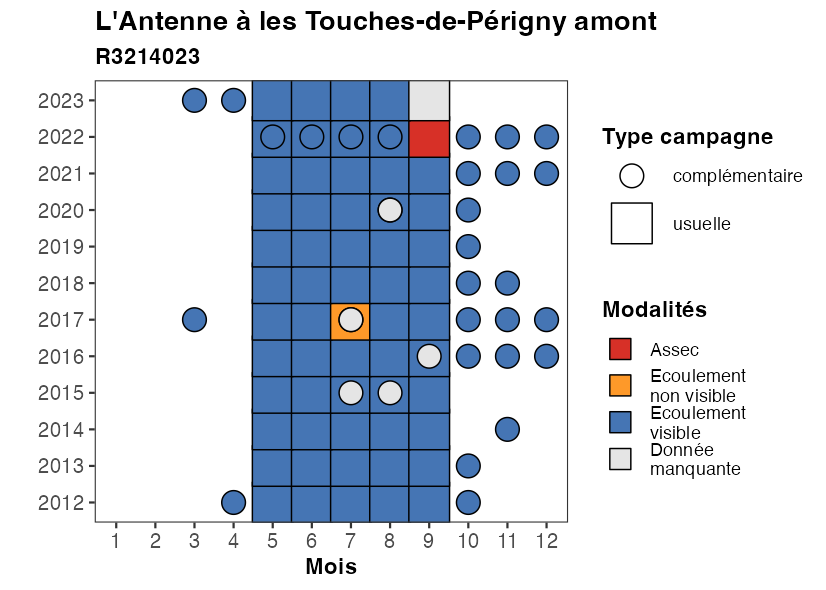 L'Antenne à les Touches-de-Périgny amont
R3214023
2023
2022
2021
2020
2019
2018
2017
2016
2015
2014
2013
2012
1 2 3 4 5 6 7 8 9 10 11 12
Mois
Type campagne
complémentaire
usuelle
Modalités
Assec
Ecoulement
non visible
Ecoulement
visible
Donnée
manquante